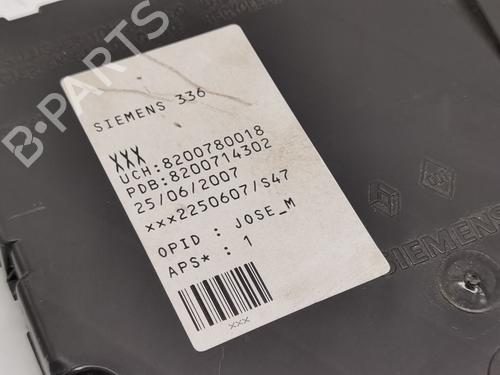 SIEMENS 336
XXX
UCH:8200780018
PDB:8200714302
25/06/2007
xxx2250607/S47
OPID : JOSE_M
APS* : 1
xxx
SIEMENS
B-PARTS